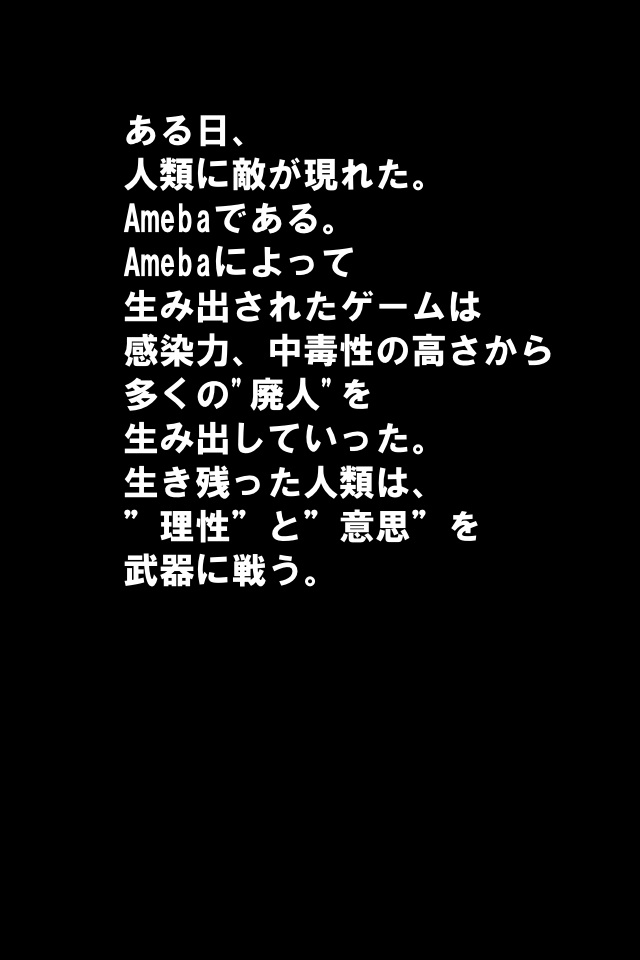 ある日、
人類に敵が現れた。
Amebaである。
Amebaによって
生み出されたゲームは
感染力、中毒性の高さから
多くの"廃人"を
生み出していった。
生き残った人類は、
”理性”と”意思”を
武器に戦う。